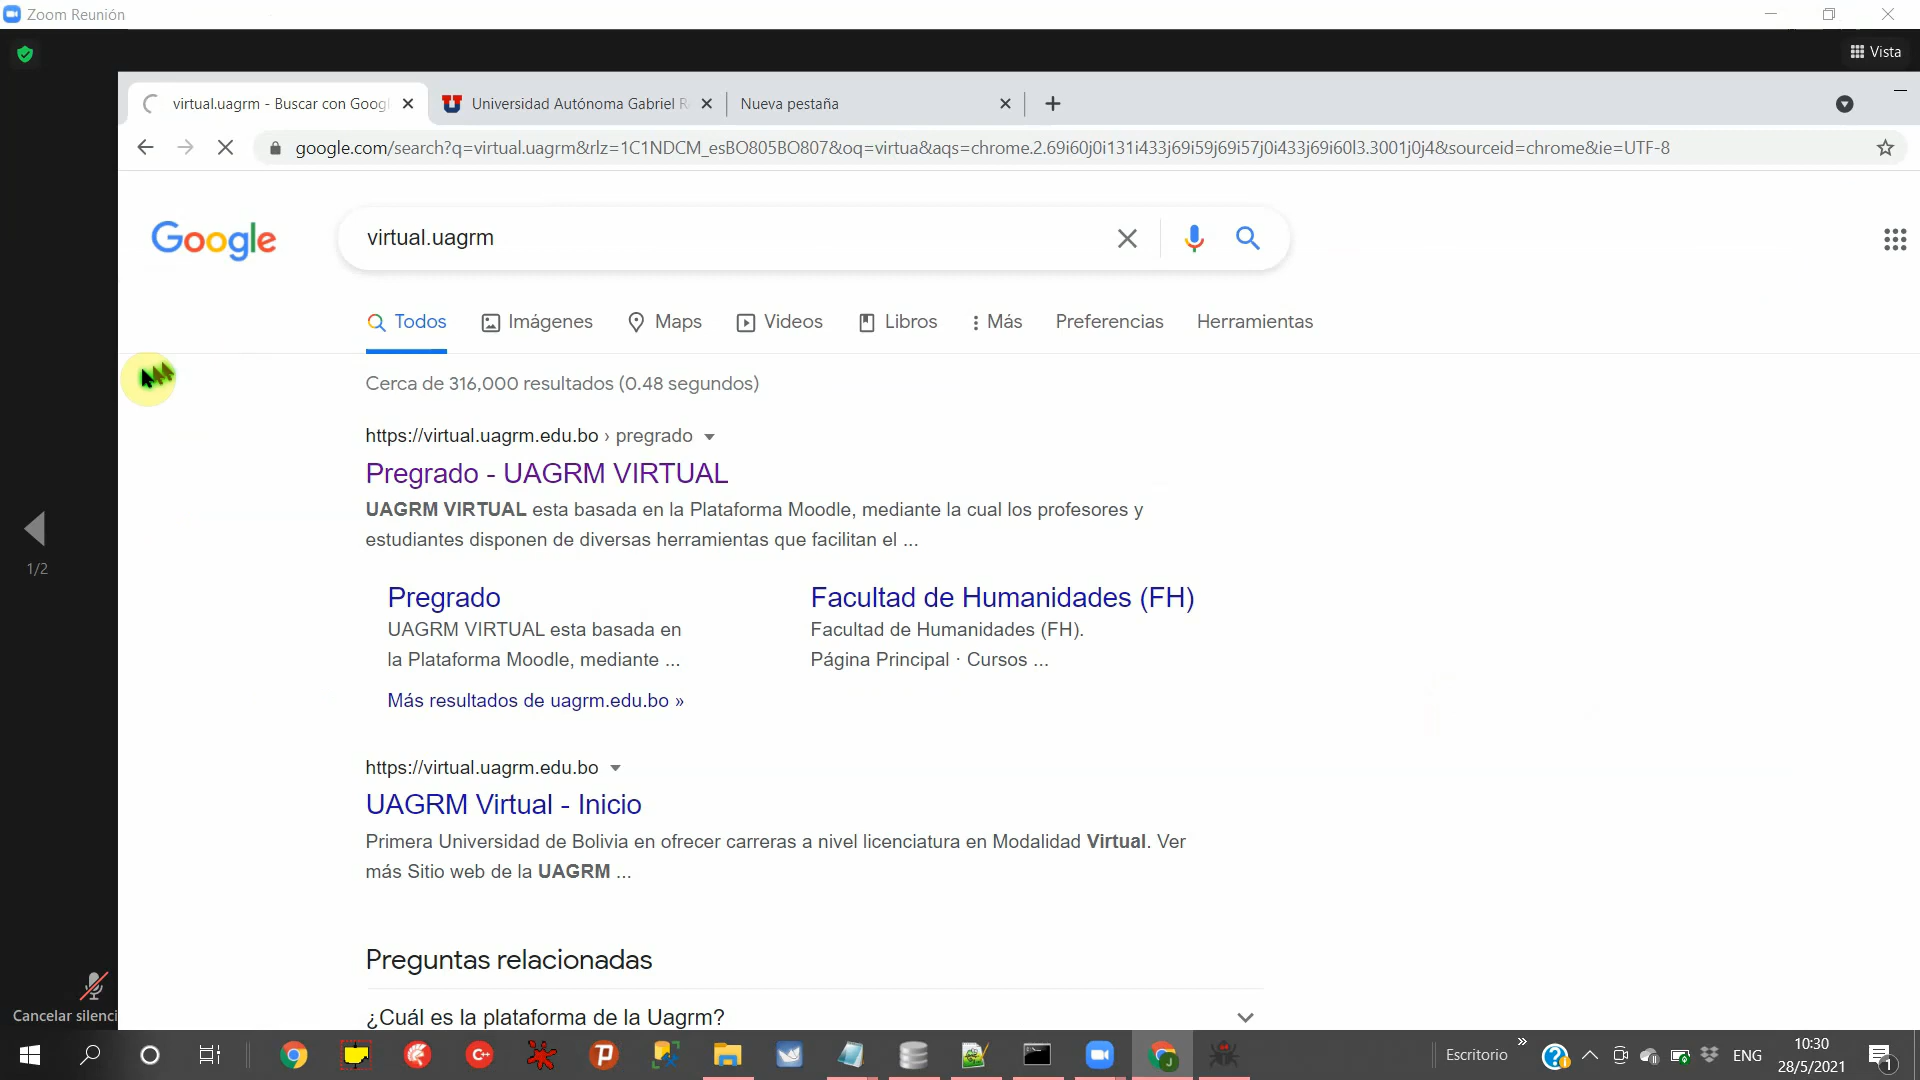 Zoom Reunión
Vista
virtual.uagrm - Buscar con Googl
Universidad Autónoma Gabriel R
Nueva pestaña
google.com/search?q=virtual.uagrm&rlz=1C1NDCM_esBO805BO807&oq=virtua&aqs=chrome.2.69i60j0i131i433j69i59j69i57j0i433j69i60l3.3001j0j4&sourceid=chrome&ie=UTF-8
Google
virtual.uagrm
Todos
Imágenes
Maps
Videos
Libros
Más
Preferencias
Herramientas
Cerca de 316,000 resultados (0.48 segundos)
https://virtual.uagrm.edu.bo › pregrado
Pregrado - UAGRM VIRTUAL
UAGRM VIRTUAL esta basada en la Plataforma Moodle, mediante la cual los profesores y
estudiantes disponen de diversas herramientas que facilitan el ...
Pregrado
UAGRM VIRTUAL esta basada en
la Plataforma Moodle, mediante ...
Facultad de Humanidades (FH)
Facultad de Humanidades (FH).
Página Principal · Cursos ...
Más resultados de uagrm.edu.bo »
https://virtual.uagrm.edu.bo
UAGRM Virtual - Inicio
Primera Universidad de Bolivia en ofrecer carreras a nivel licenciatura en Modalidad Virtual. Ver
más Sitio web de la UAGRM ...
Preguntas relacionadas
¿Cuál es la plataforma de la Uagrm?
1/2
Cancelar silenci
Escritorio
ENG
10:30
28/5/2021
1